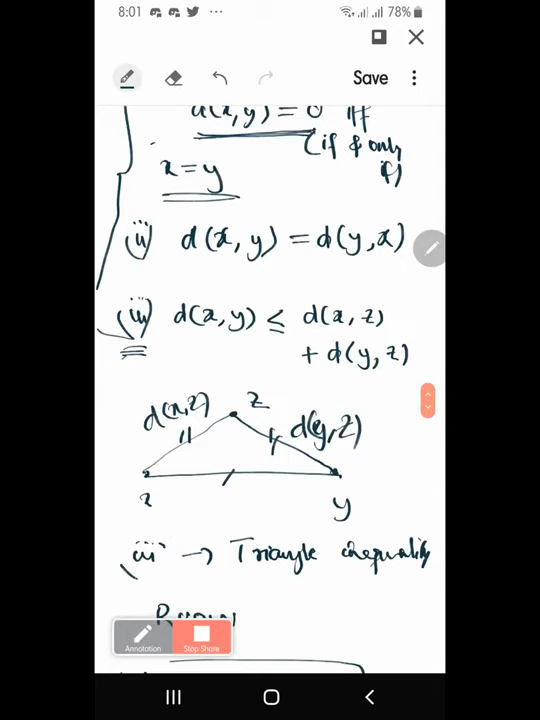 8:01 78%
Save
d(x,y) = 0 iff
(if & only
if)
x = y
(ii) d(x,y) = d(y,x)
(iii) d(x,y) ≤ d(x,z)
+ d(y,z)
d(x,z) z d(y,z)
x y
(iii → Triangle inequality
Annotation Stop Share